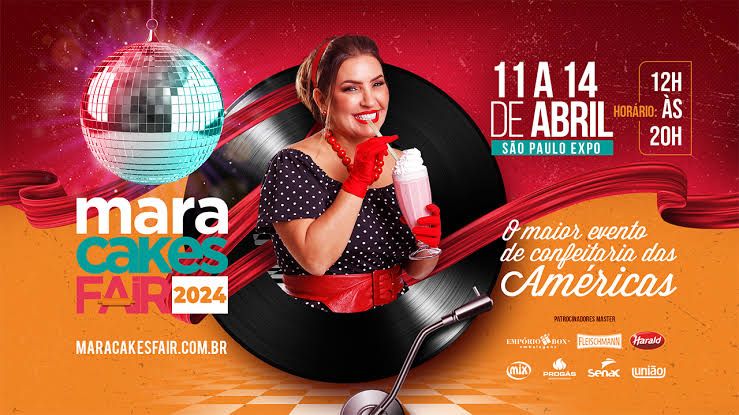 mara
cakes
FAIR 2024
MARACAKESFAIR.COM.BR
11 A 14
DE ABRIL
SÃO PAULO EXPO
HORÁRIO:
12H
ÀS
20H
O maior evento
de confeitaria das
Américas
PATROCINADORES MASTER
EMPÓRIO BOX
embalagens
FLEISCHMANN
Harald
mix
PROGÁS
Senac
união